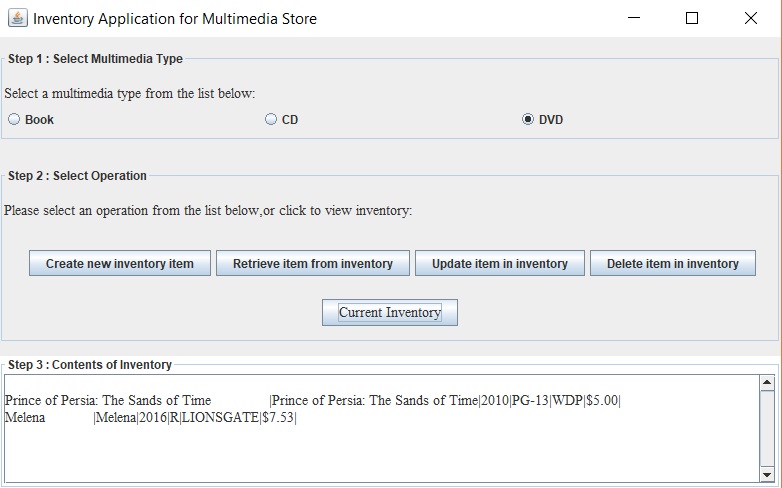 Inventory Application for Multimedia Store
Step 1 : Select Multimedia Type
Select a multimedia type from the list below:
Book CD DVD
Step 2 : Select Operation
Please select an operation from the list below,or click to view inventory:
Create new inventory item Retrieve item from inventory Update item in inventory Delete item in inventory
Current Inventory
Step 3 : Contents of Inventory
Prince of Persia: The Sands of Time |Prince of Persia: The Sands of Time|2010|PG-13|WDP|$5.00|
Melena |Melena|2016|R|LIONSGATE|$7.53|